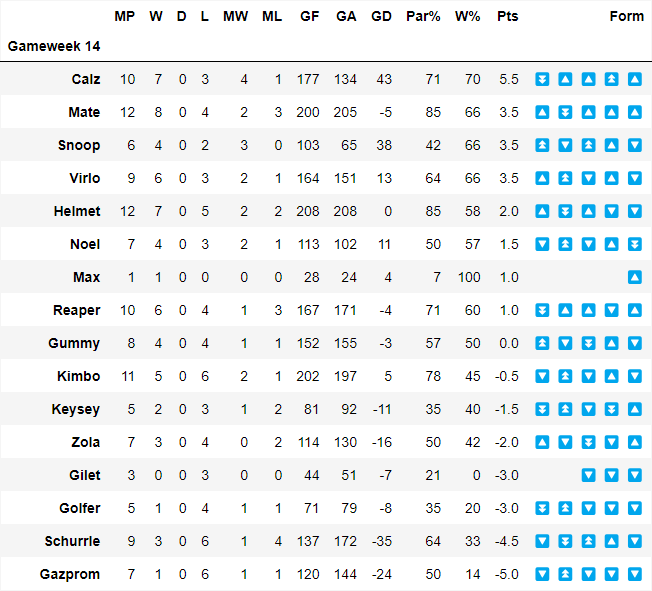 MP W D L MW ML GF GA GD Par% W% Pts Form
Gameweek 14
Calz 10 7 0 3 4 1 177 134 43 71 70 5.5 ⏬ 🔼 🔼 ⏫ 🔼
Mate 12 8 0 4 2 3 200 205 -5 85 66 3.5 🔼 ⏬ 🔼 🔼 🔼
Snoop 6 4 0 2 3 0 103 65 38 42 66 3.5 ⏫ 🔽 ⏫ 🔼 🔽
Virlo 9 6 0 3 2 1 164 151 13 64 66 3.5 🔼 ⏫ 🔽 🔼 🔽
Helmet 12 7 0 5 2 2 208 208 0 85 58 2.0 🔼 ⏬ 🔼 🔽 🔽
Noel 7 4 0 3 2 1 113 102 11 50 57 1.5 🔽 ⏫ 🔽 🔼 ⏬
Max 1 1 0 0 0 0 28 24 4 7 100 1.0 🔼
Reaper 10 6 0 4 1 3 167 171 -4 71 60 1.0 ⏬ 🔼 🔼 🔽 🔼
Gummy 8 4 0 4 1 1 152 155 -3 57 50 0.0 ⏫ 🔽 ⏬ 🔼 🔽
Kimbo 11 5 0 6 2 1 202 197 5 78 45 -0.5 🔽 ⏫ 🔽 🔼 🔽
Keysey 5 2 0 3 1 2 81 92 -11 35 40 -1.5 ⏬ ⏫ 🔽 ⏬ 🔼
Zola 7 3 0 4 0 2 114 130 -16 50 42 -2.0 🔼 🔽 ⏬ 🔽 🔼
Gilet 3 0 0 3 0 0 44 51 -7 21 0 -3.0 🔽 🔽 🔽
Golfer 5 1 0 4 1 1 71 79 -8 35 20 -3.0 ⏬ ⏫ 🔽 🔽 🔽
Schurrle 9 3 0 6 1 4 137 172 -35 64 33 -4.5 🔽 ⏬ ⏫ 🔼 🔽
Gazprom 7 1 0 6 1 1 120 144 -24 50 14 -5.0 🔽 ⏫ 🔽 🔽 🔽